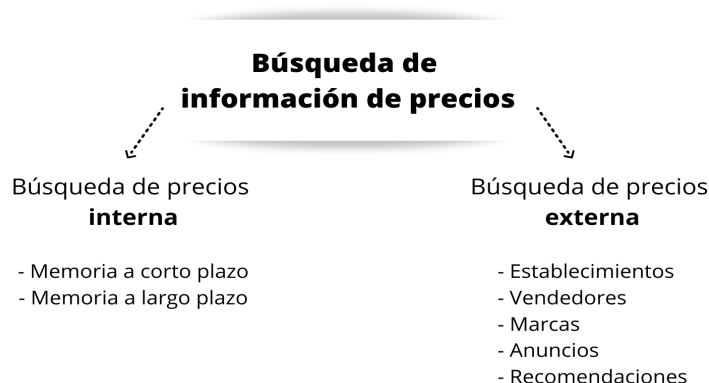 Búsqueda de
información de precios
Búsqueda de precios
interna
- Memoria a corto plazo
- Memoria a largo plazo
Búsqueda de precios
externa
- Establecimientos
- Vendedores
- Marcas
- Anuncios
- Recomendaciones